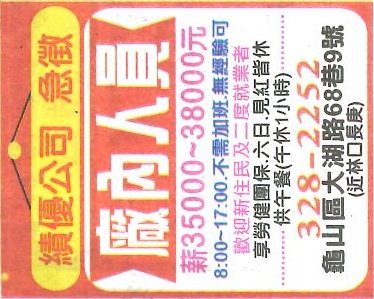 績優公司 急徵
廠內人員
薪35000~38000元
8:00~17:00.不需加班.無經驗可
歡迎新住民及二度就業者
享勞健團保.六日.見紅皆休
供午餐(午休1小時)
328-2252
龜山區大湖路68巷9號
(近林口長庚)